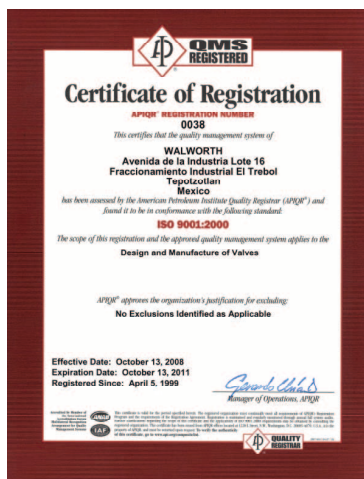 API
QMS
REGISTERED
Certificate of Registration
APIQR® REGISTRATION NUMBER
0038
This certifies that the quality management system of
WALWORTH
Avenida de la Industria Lote 16
Fraccionamiento Industrial El Trebol
Tepotzotlan
Mexico
has been assessed by the American Petroleum Institute Quality Registrar (APIQR®) and
found it to be in conformance with the following standard:
ISO 9001:2000
The scope of this registration and the approved quality management system applies to the
Design and Manufacture of Valves
APIQR® approves the organization's justification for excluding:
No Exclusions Identified as Applicable
Effective Date: October 13, 2008
Expiration Date: October 13, 2011
Registered Since: April 5, 1999
Manager of Operations, APIQR
IAF
QUALITY
REGISTRAR